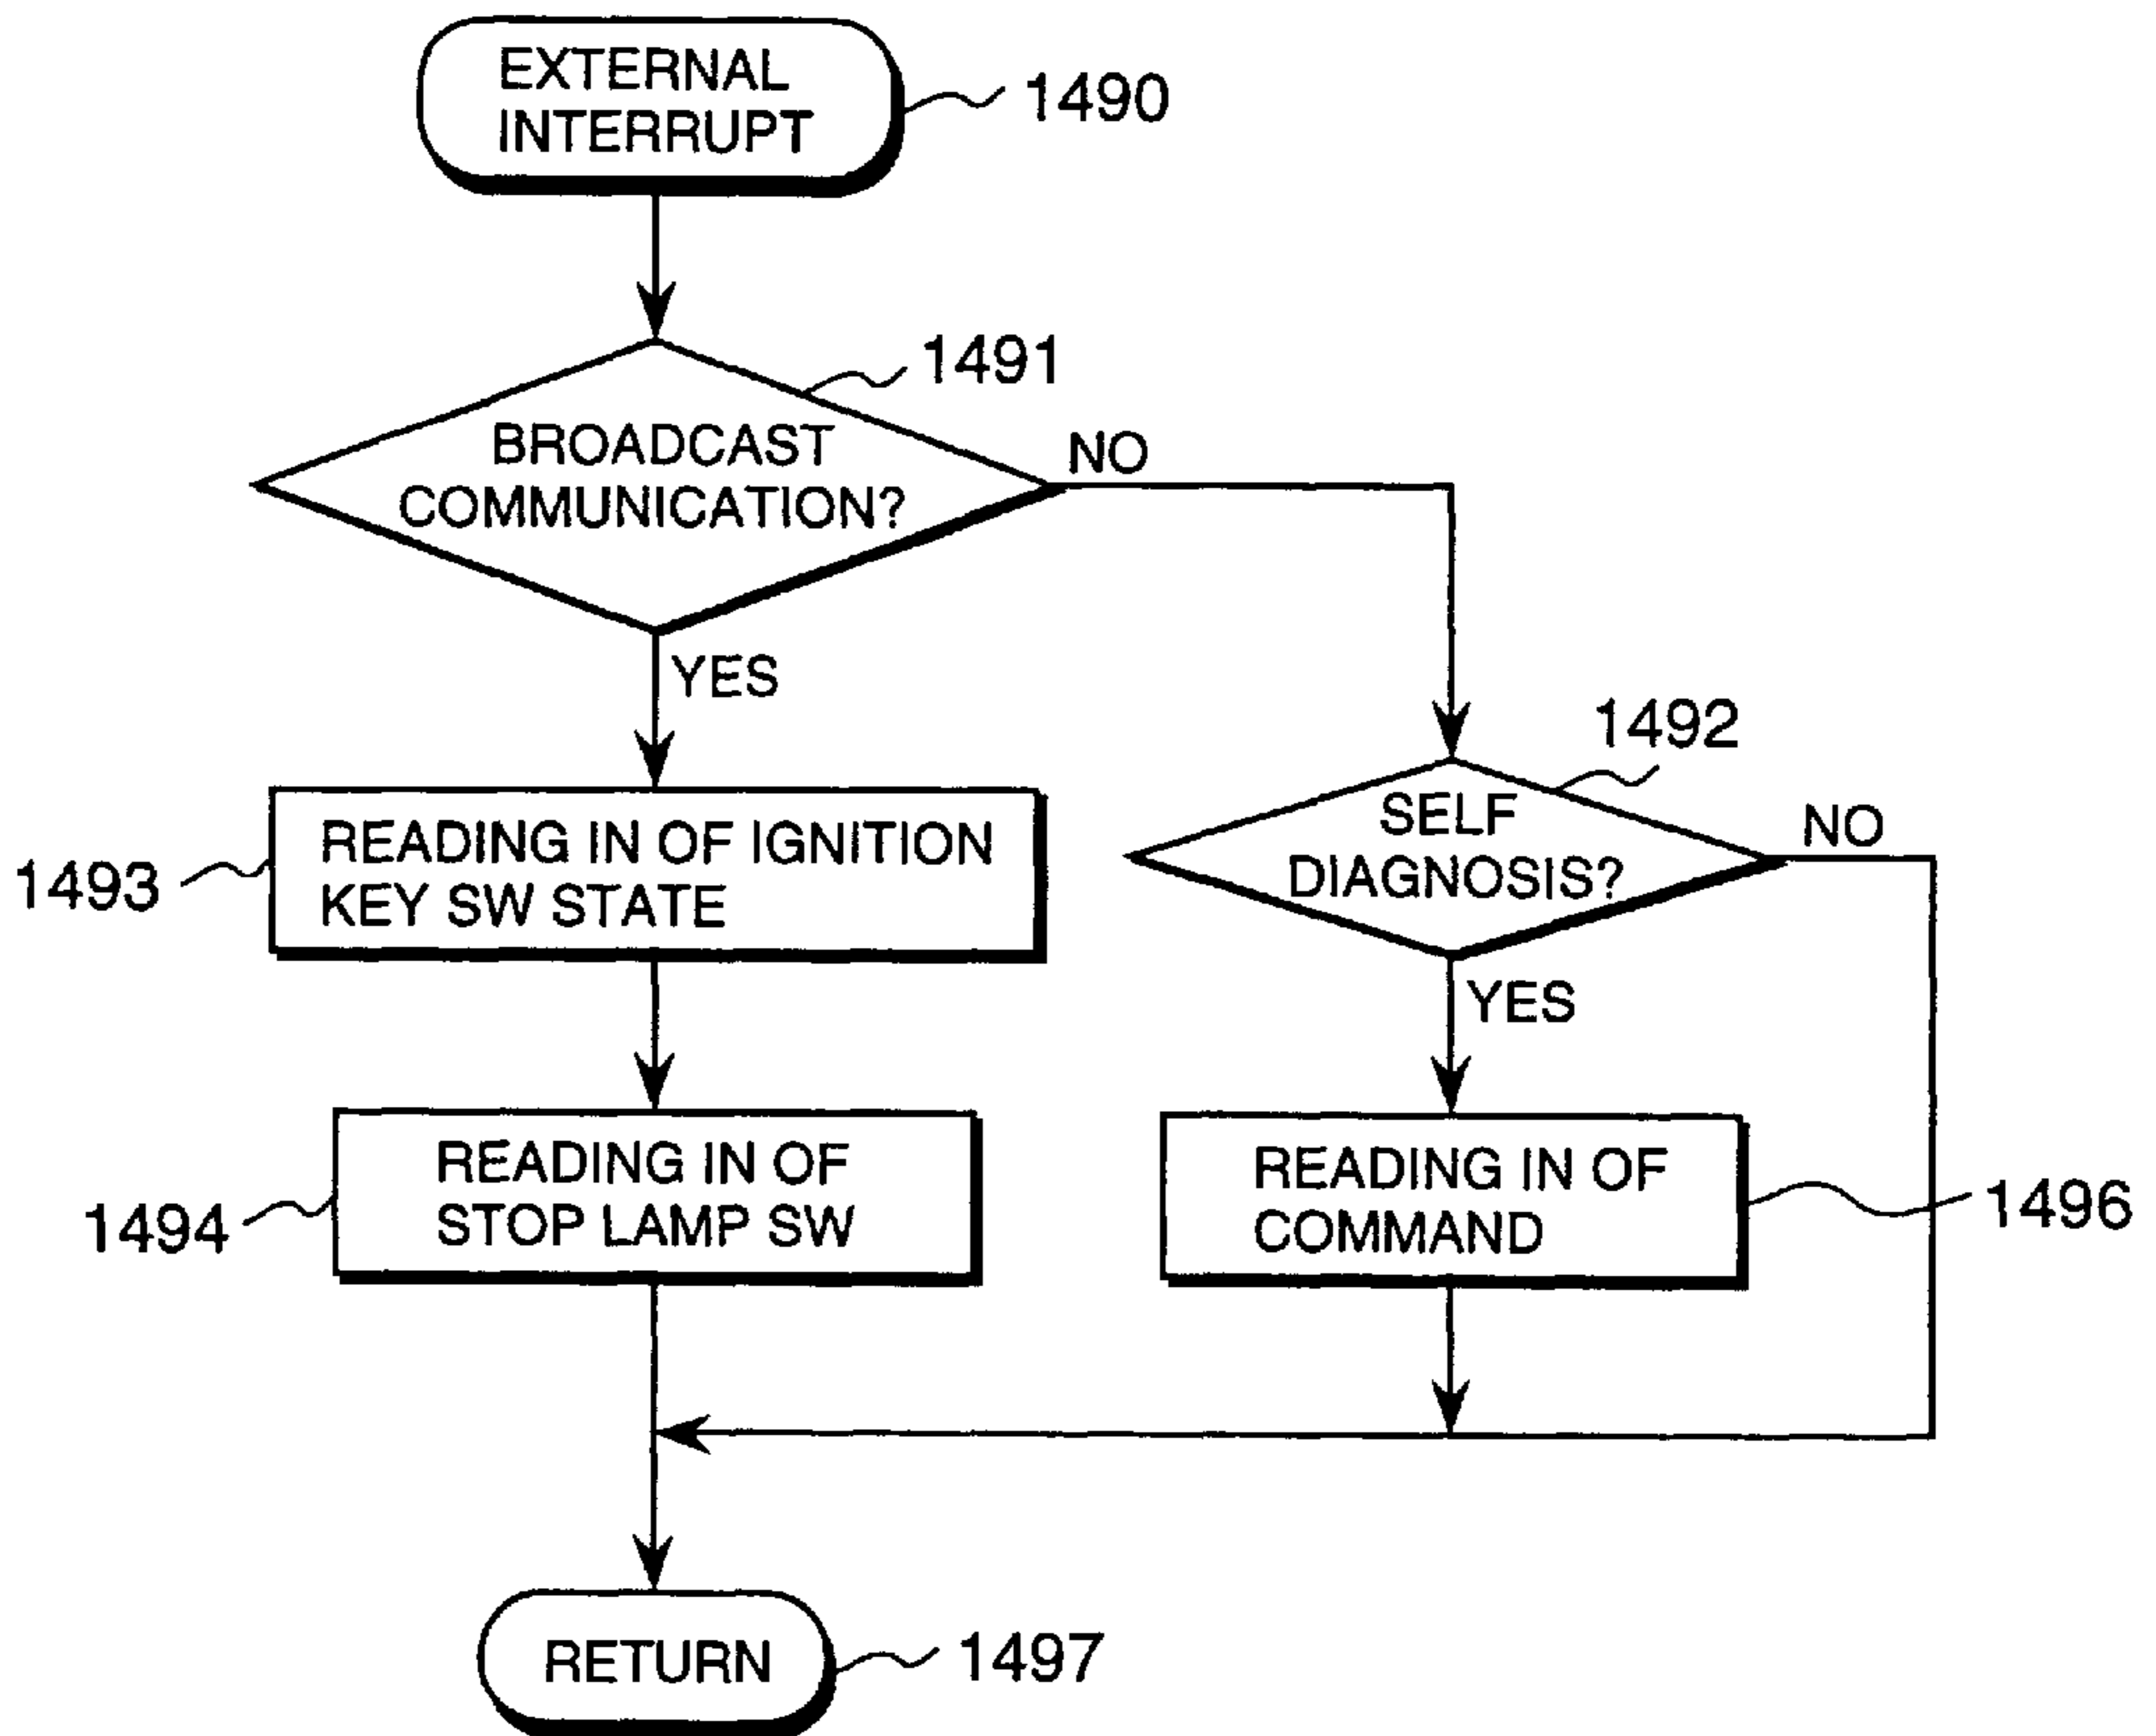 EXTERNAL
INTERRUPT
1490
1491
BROADCAST
COMMUNICATION?
NO
YES
1492
SELF
DIAGNOSIS?
NO
YES
1493
READING IN OF IGNITION
KEY SW STATE
1494
READING IN OF
STOP LAMP SW
READING IN OF
COMMAND
1496
RETURN
1497